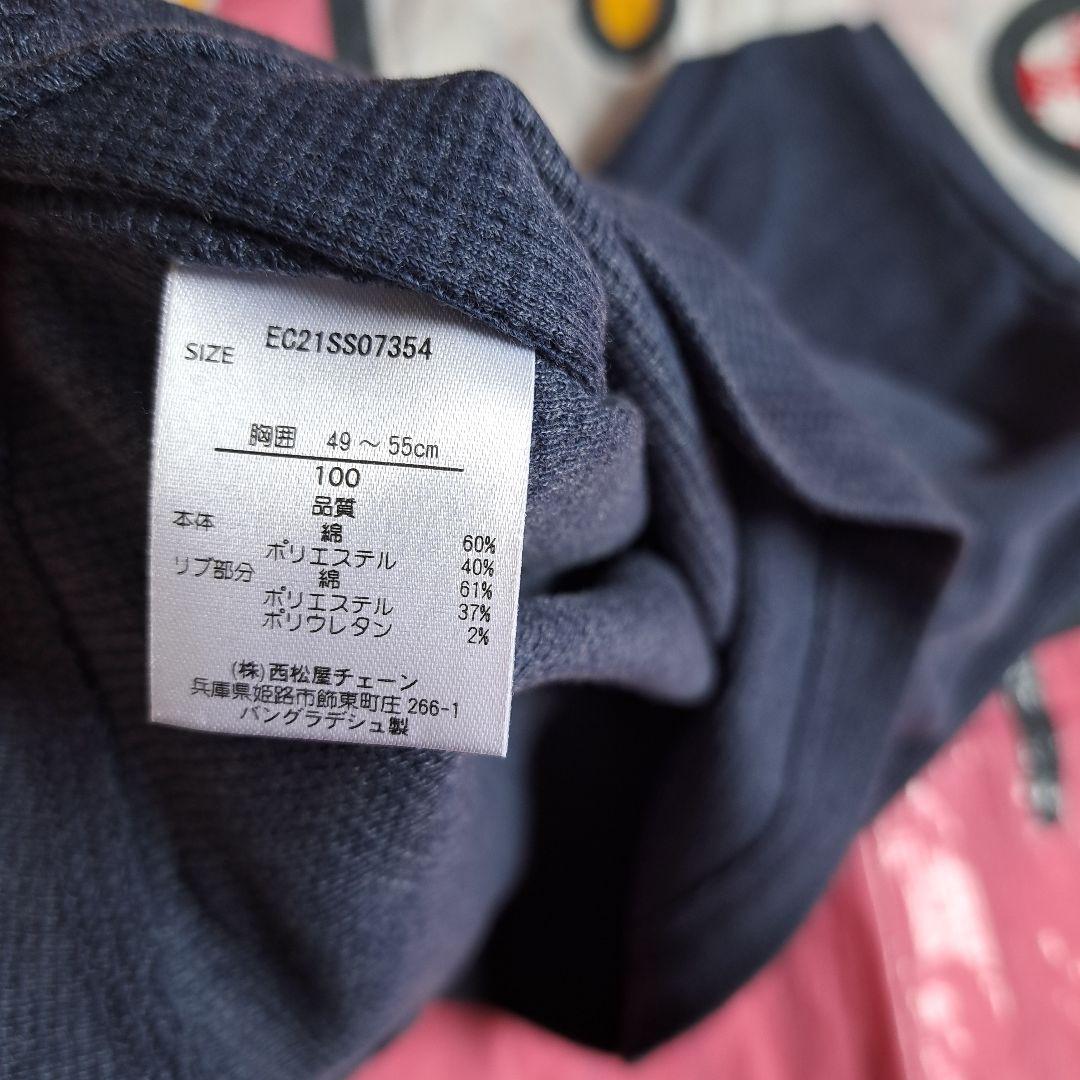 EC21SS07354
SIZE
胸囲 49～55cm
100
品質
本体 綿 60%
ポリエステル 40%
リブ部分 綿 61%
ポリエステル 37%
ポリウレタン 2%
(株)西松屋チェーン
兵庫県姫路市飾東町庄266-1
バングラデシュ製